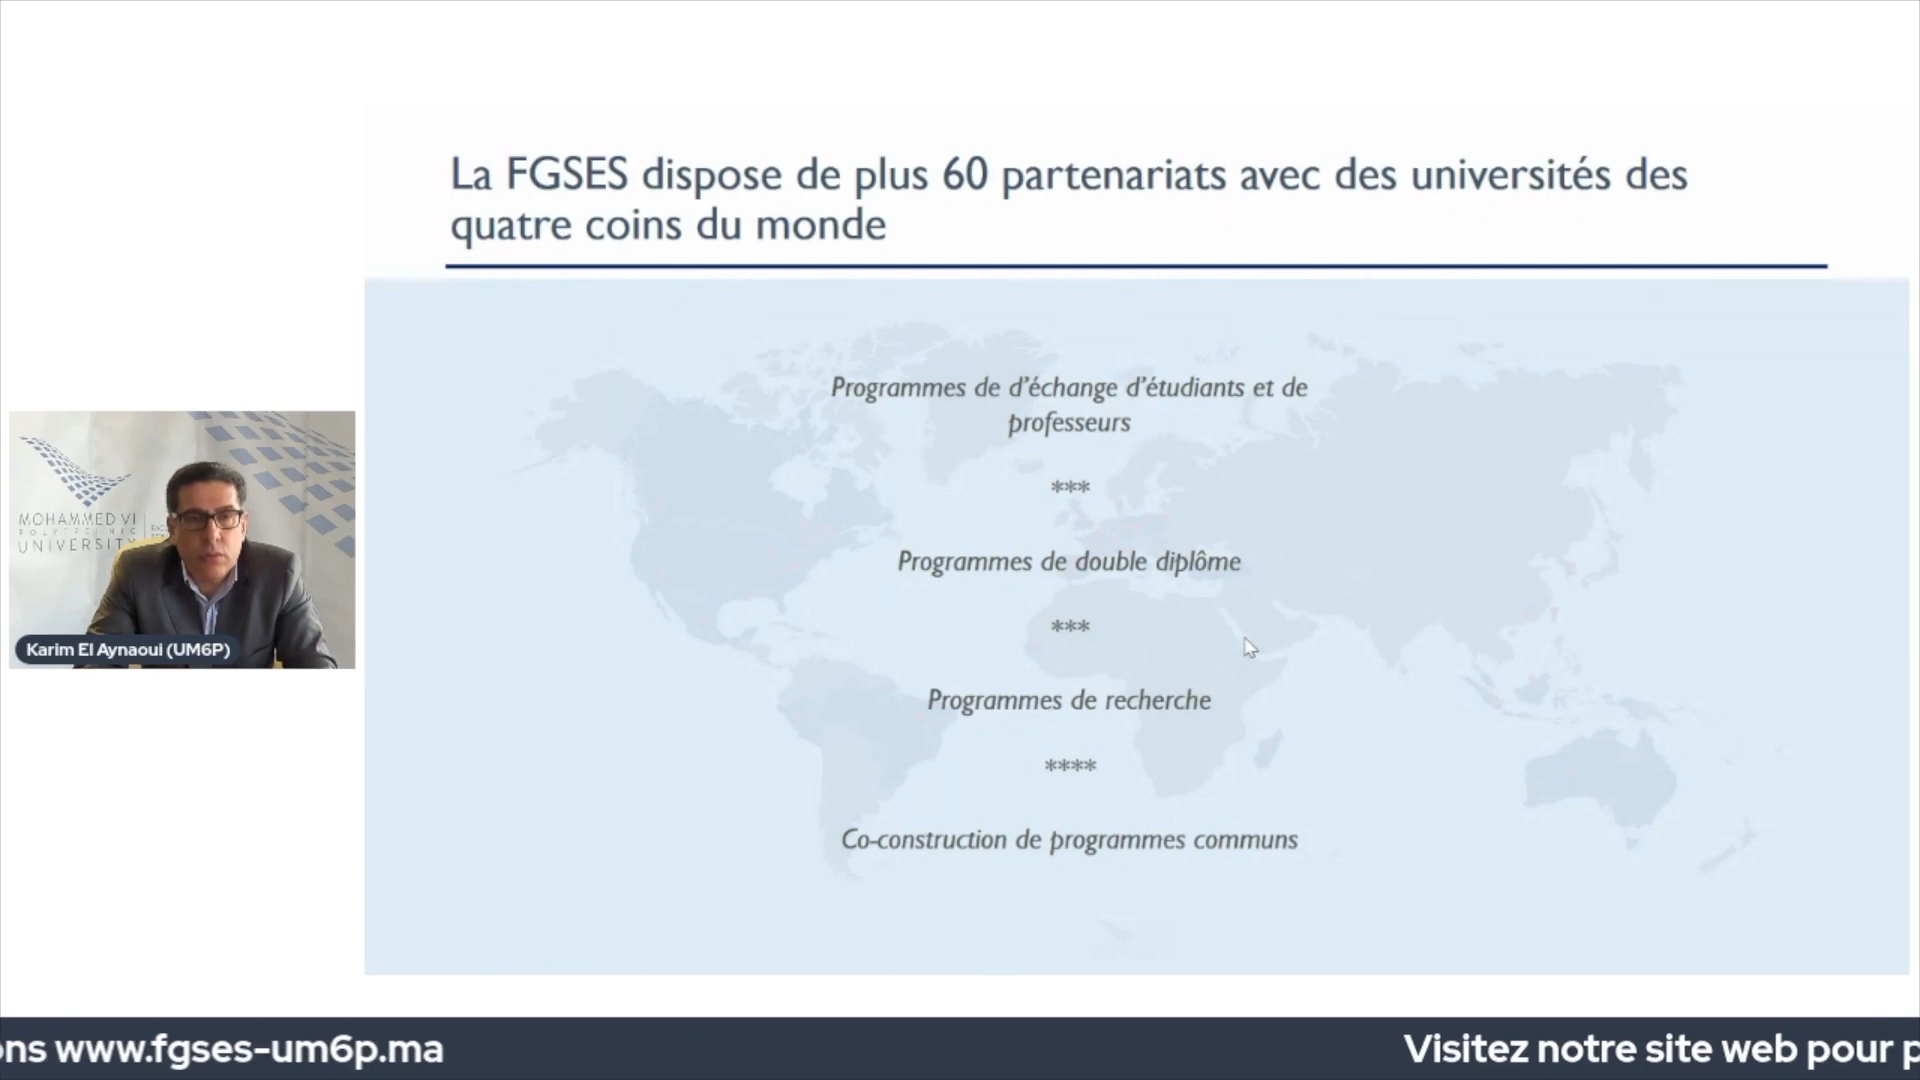 La FGSES dispose de plus 60 partenariats avec des universités des
quatre coins du monde
Programmes de d’échange d’étudiants et de
professeurs
***
Programmes de double diplôme
***
Programmes de recherche
****
Co-construction de programmes communs
MOHAMMED VI
POLYTECHNIC
UNIVERSITY
Karim El Aynaoui (UM6P)
ons www.fgses-um6p.ma
Visitez notre site web pour p